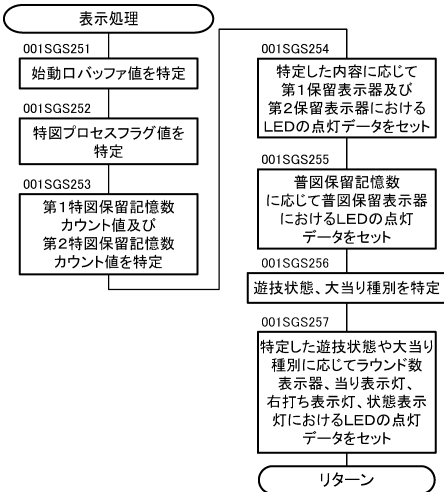 表示処理
001SGS251
始動口バッファ値を特定
001SGS252
特図プロセスフラグ値を
特定
001SGS253
第1特図保留記憶数
カウント値及び
第2特図保留記憶数
カウント値を特定
001SGS254
特定した内容に応じて
第1保留表示器及び
第2保留表示器における
LEDの点灯データをセット
001SGS255
普図保留記憶数
に応じて普図保留表示器
におけるLEDの点灯
データをセット
001SGS256
遊技状態、大当り種別を特定
001SGS257
特定した遊技状態や大当り
種別に応じてラウンド数
表示器、当り表示灯、
右打ち表示灯、状態表示
灯におけるLEDの点灯
データをセット
リターン